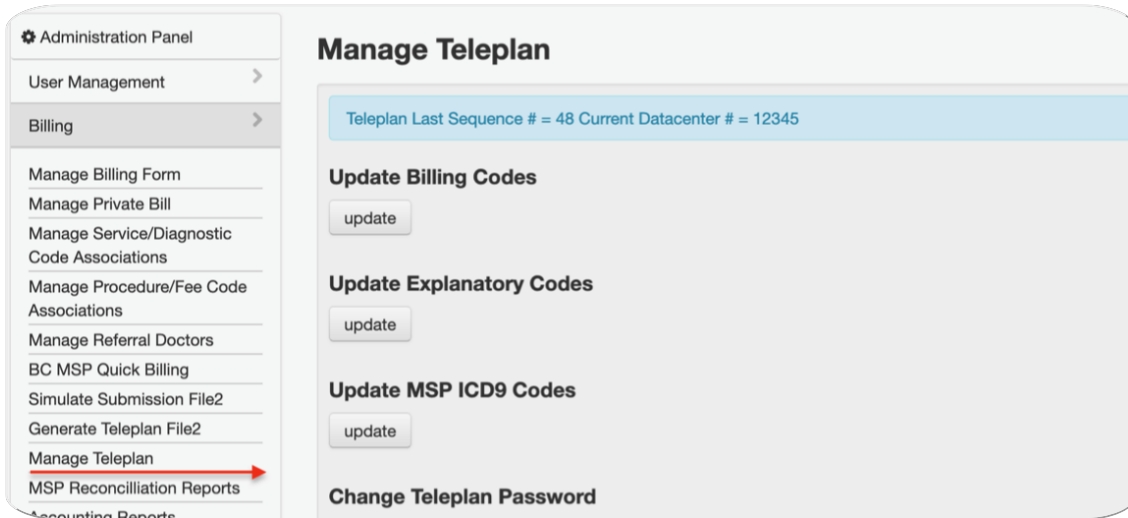 Administration Panel
User Management
Billing
Manage Billing Form
Manage Private Bill
Manage Service/Diagnostic
Code Associations
Manage Procedure/Fee Code
Associations
Manage Referral Doctors
BC MSP Quick Billing
Simulate Submission File2
Generate Teleplan File2
Manage Teleplan
MSP Reconcilliation Reports
Accounting Reports
Manage Teleplan
Teleplan Last Sequence # = 48 Current Datacenter # = 12345
Update Billing Codes
update
Update Explanatory Codes
update
Update MSP ICD9 Codes
update
Change Teleplan Password